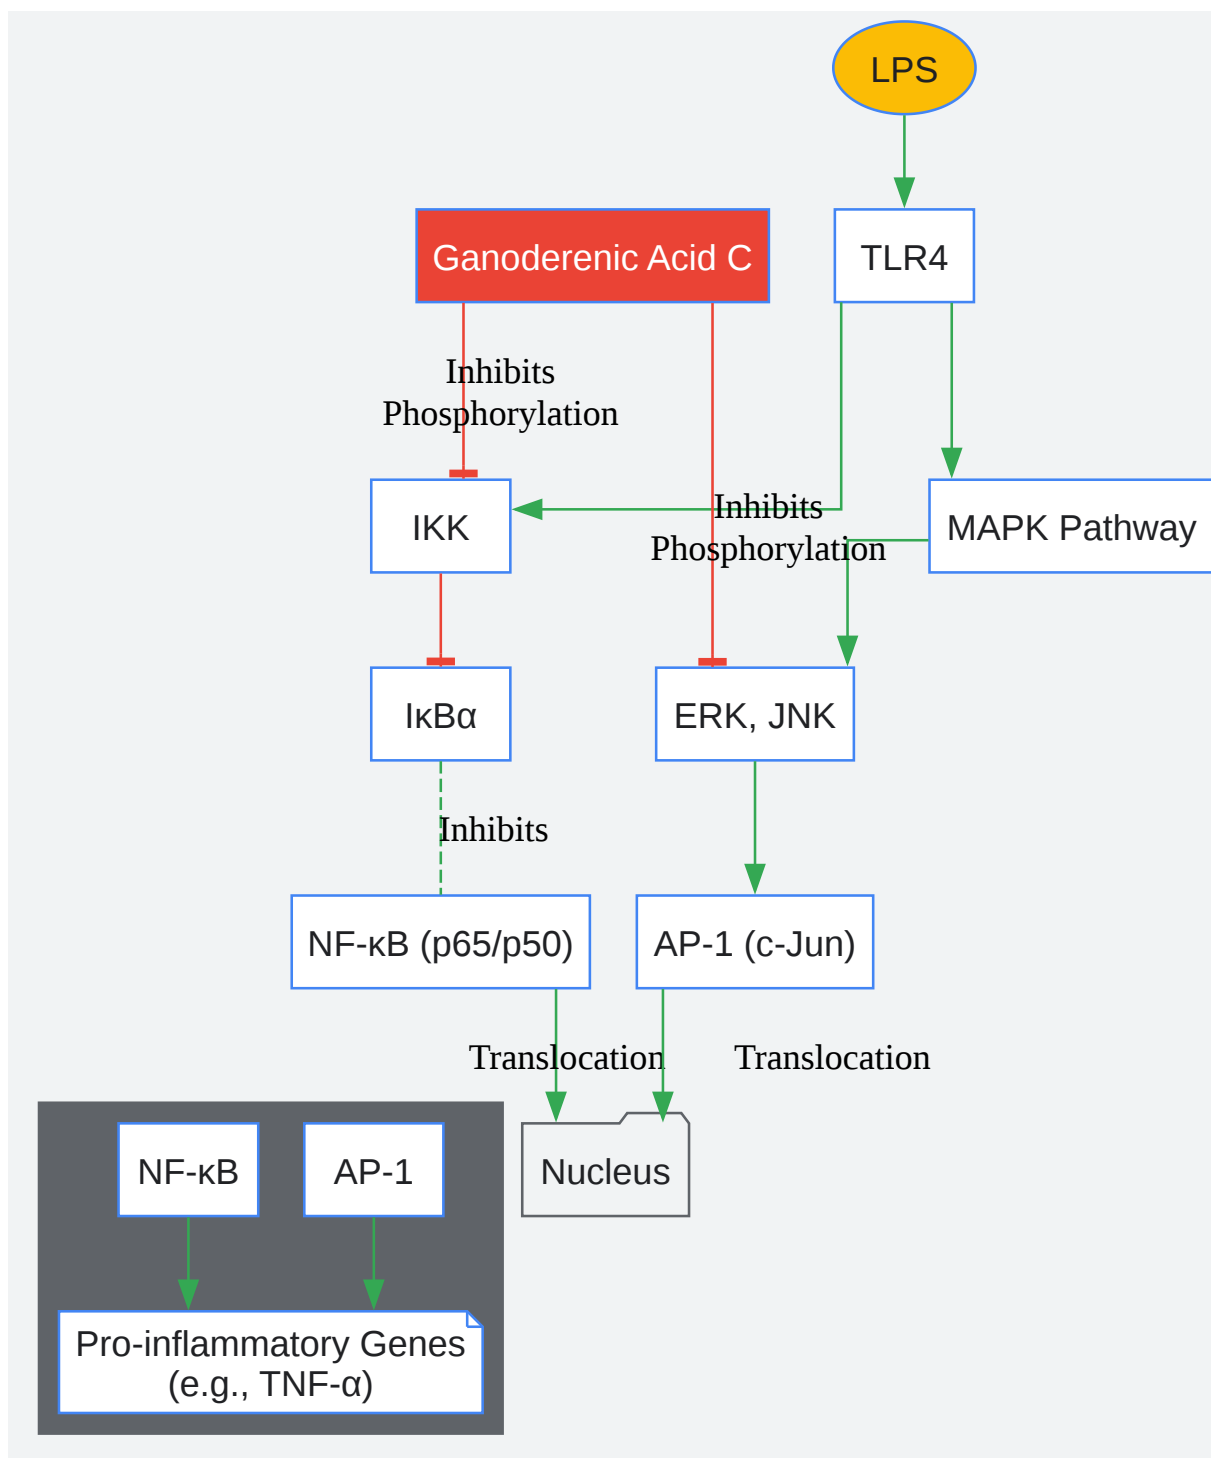 LPS
Ganoderenic Acid C
TLR4
Inhibits
Phosphorylation
IKK
Inhibits
Phosphorylation
MAPK Pathway
IκBα
ERK, JNK
Inhibits
NF-κB (p65/p50)
AP-1 (c-Jun)
Translocation
Translocation
NF-κB
AP-1
Nucleus
Pro-inflammatory Genes
(e.g., TNF-α)